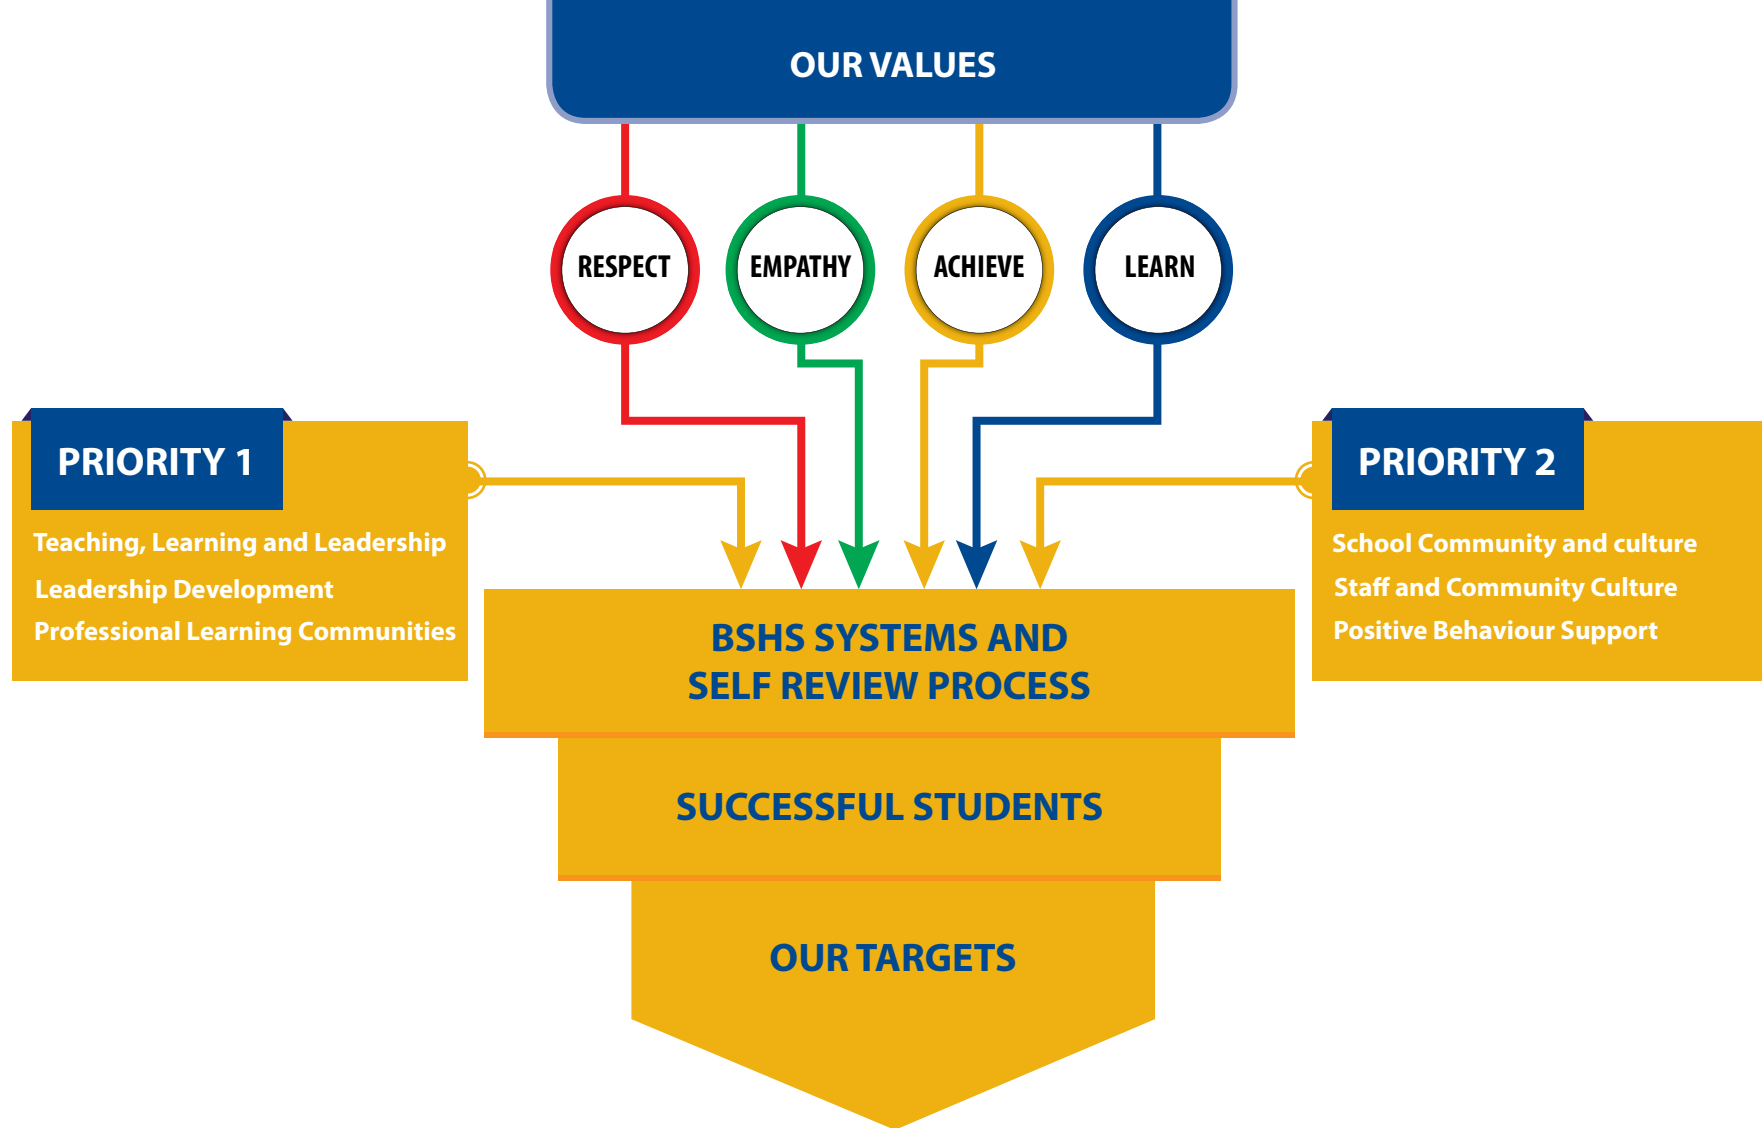 OUR VALUES
RESPECT
EMPATHY
ACHIEVE
LEARN
PRIORITY 1
Teaching, Learning and Leadership
Leadership Development
Professional Learning Communities
PRIORITY 2
School Community and culture
Staff and Community Culture
Positive Behaviour Support
BSHS SYSTEMS AND
SELF REVIEW PROCESS
SUCCESSFUL STUDENTS
OUR TARGETS